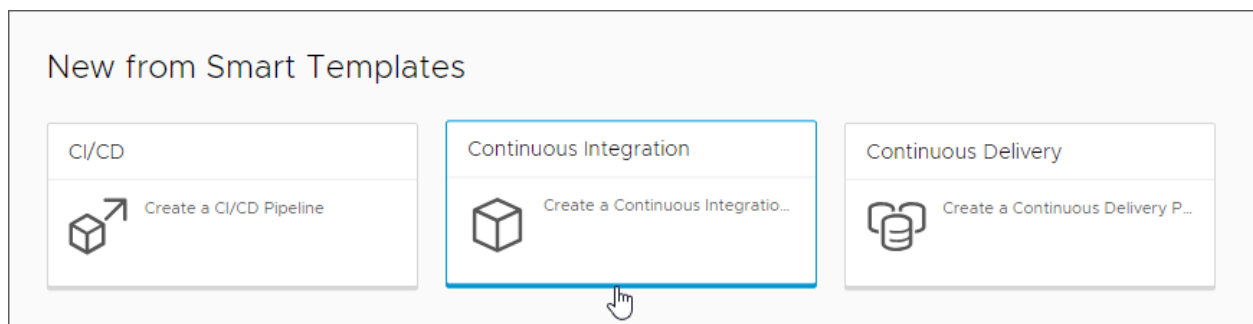 New from Smart Templates
CI/CD
Create a CI/CD Pipeline
Continuous Integration
Create a Continuous Integratio...
Continuous Delivery
Create a Continuous Delivery P...